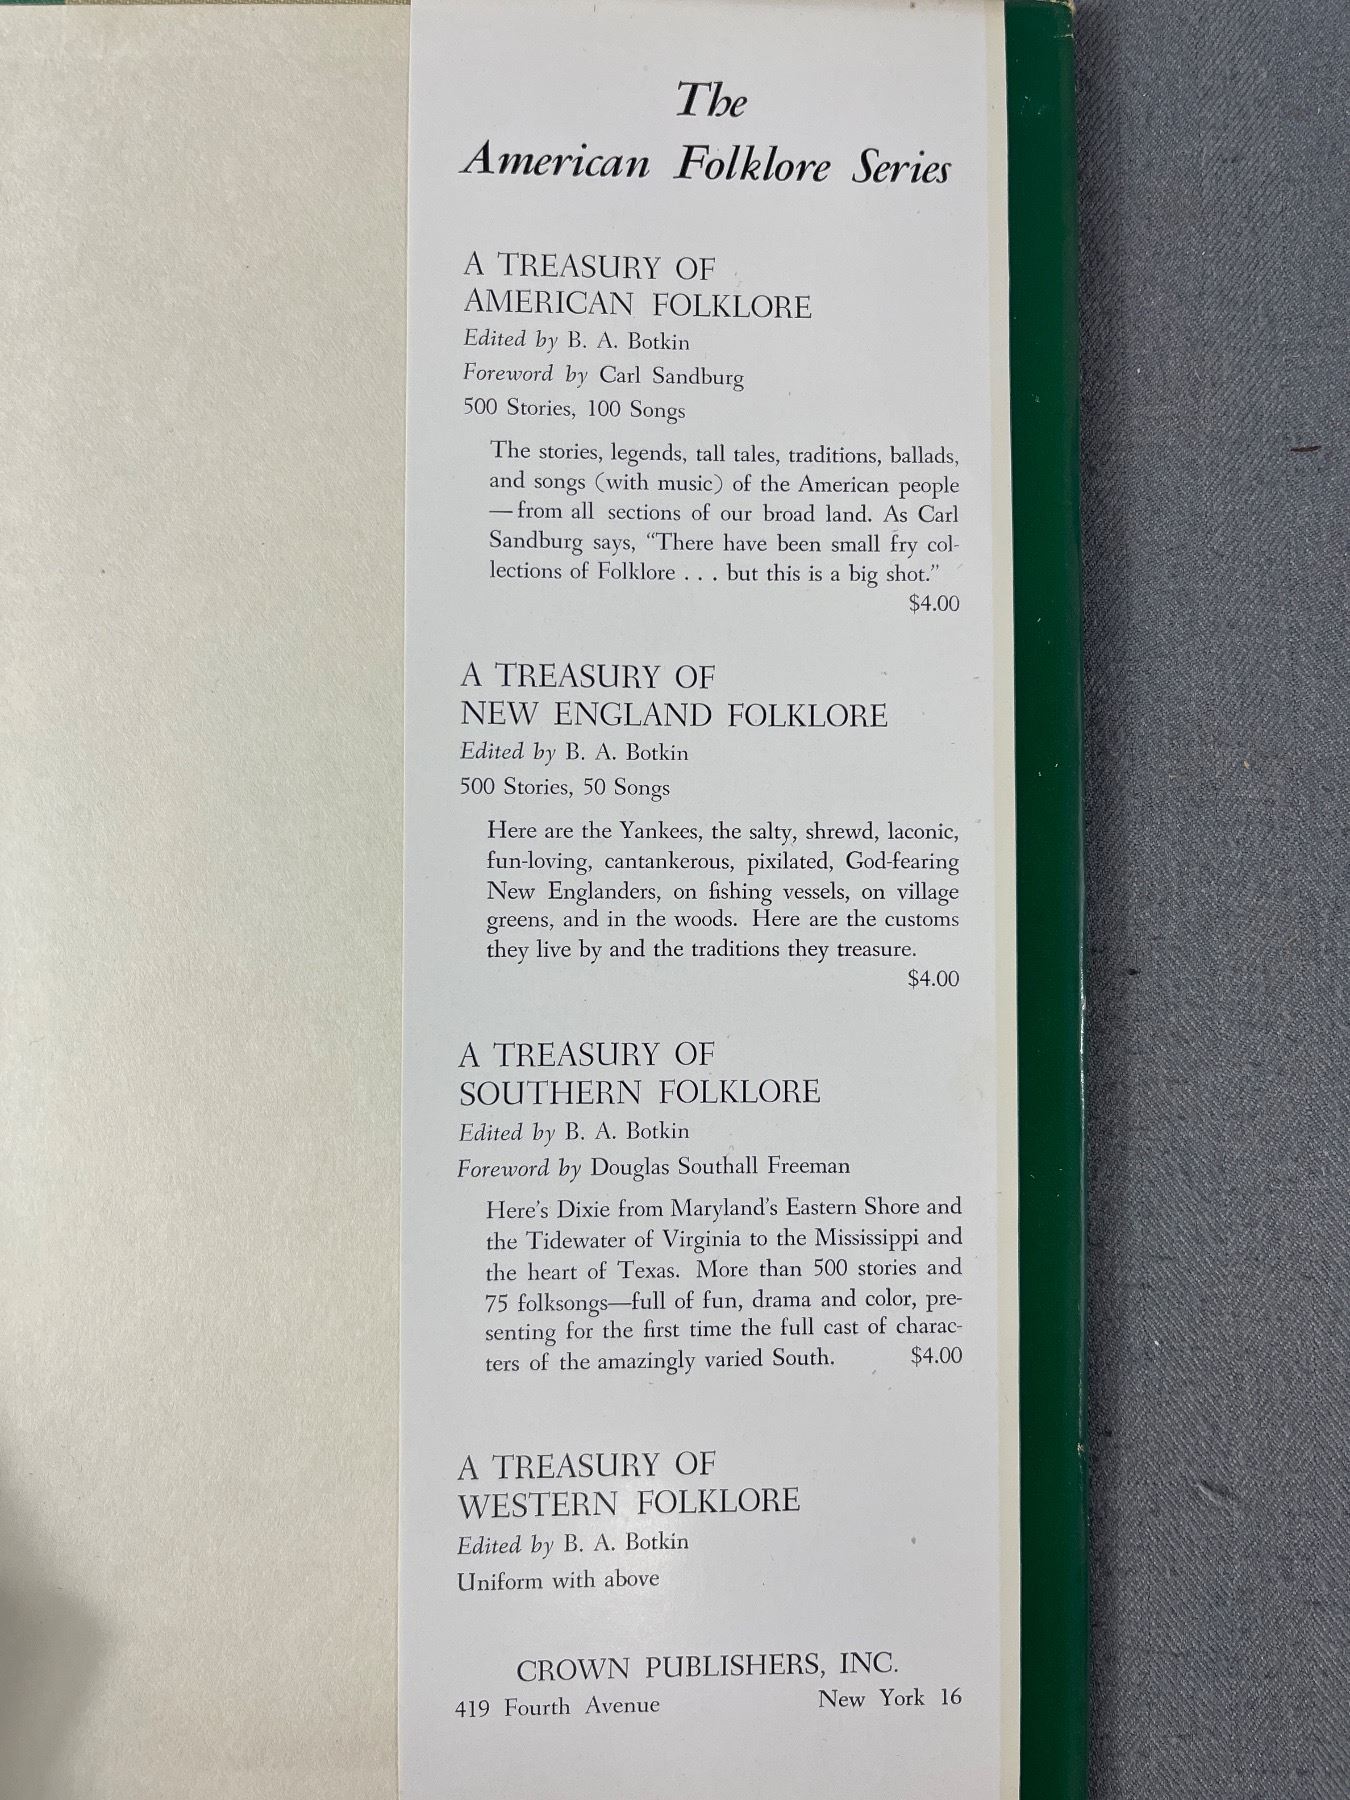 The
American Folklore Series
A TREASURY OF
AMERICAN FOLKLORE
Edited by B. A. Botkin
Foreword by Carl Sandburg
500 Stories, 100 Songs
The stories, legends, tall tales, traditions, ballads,
and songs (with music) of the American people
—from all sections of our broad land. As Carl
Sandburg says, “There have been small fry col-
lections of Folklore . . . but this is a big shot.”
$4.00
A TREASURY OF
NEW ENGLAND FOLKLORE
Edited by B. A. Botkin
500 Stories, 50 Songs
Here are the Yankees, the salty, shrewd, laconic,
fun-loving, cantankerous, pixilated, God-fearing
New Englanders, on fishing vessels, on village
greens, and in the woods. Here are the customs
they live by and the traditions they treasure.
$4.00
A TREASURY OF
SOUTHERN FOLKLORE
Edited by B. A. Botkin
Foreword by Douglas Southall Freeman
Here’s Dixie from Maryland’s Eastern Shore and
the Tidewater of Virginia to the Mississippi and
the heart of Texas. More than 500 stories and
75 folksongs—full of fun, drama and color, pre-
senting for the first time the full cast of charac-
ters of the amazingly varied South. $4.00
A TREASURY OF
WESTERN FOLKLORE
Edited by B. A. Botkin
Uniform with above
CROWN PUBLISHERS, INC.
419 Fourth Avenue New York 16